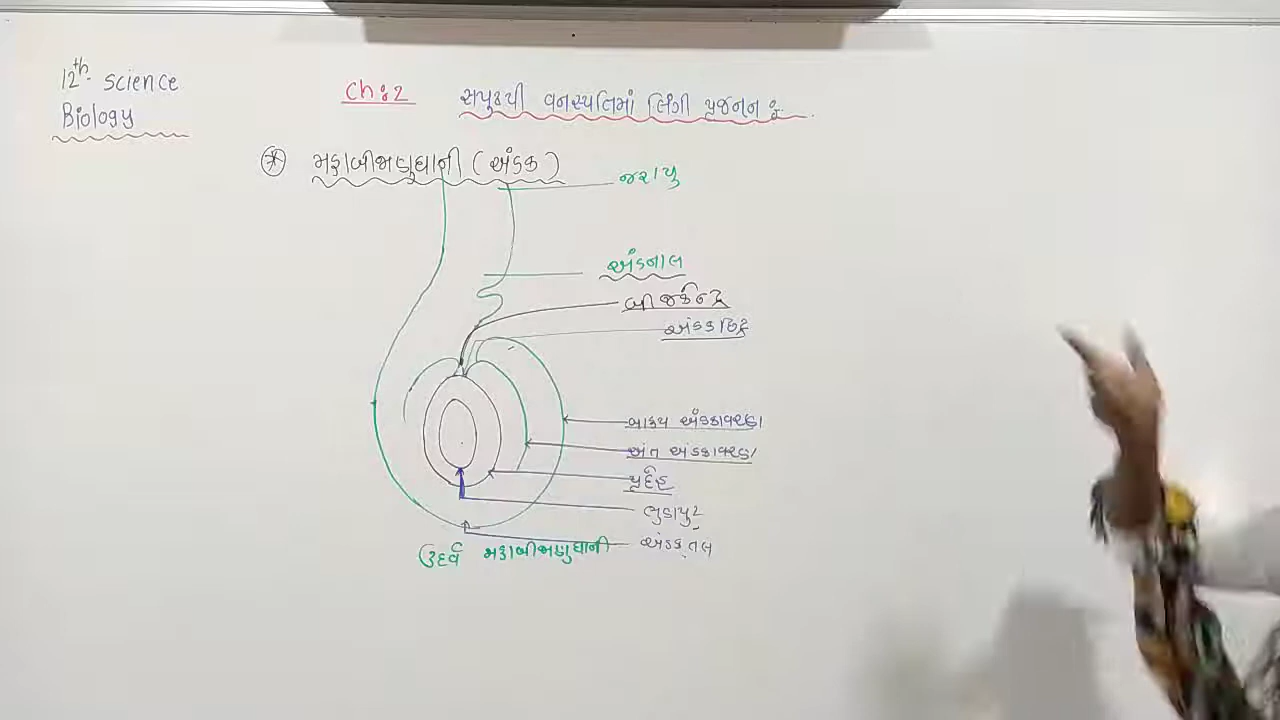 12th Science
Biology
Ch:2 સપુષ્પી વનસ્પતિમાં લિંગી પ્રજનન :
* મહાબીજાણુધાની (અંડક)
જરાયુ
અંડનાલ
બીજકેન્દ્ર
અંડકછિદ્ર
બાહ્ય અંડકાવરણ
અંત અંડકાવરણ
પ્રદેહ
ભ્રુણપુટ
અંડકતલ
ઉર્ધ્વ મહાબીજાણુધાની